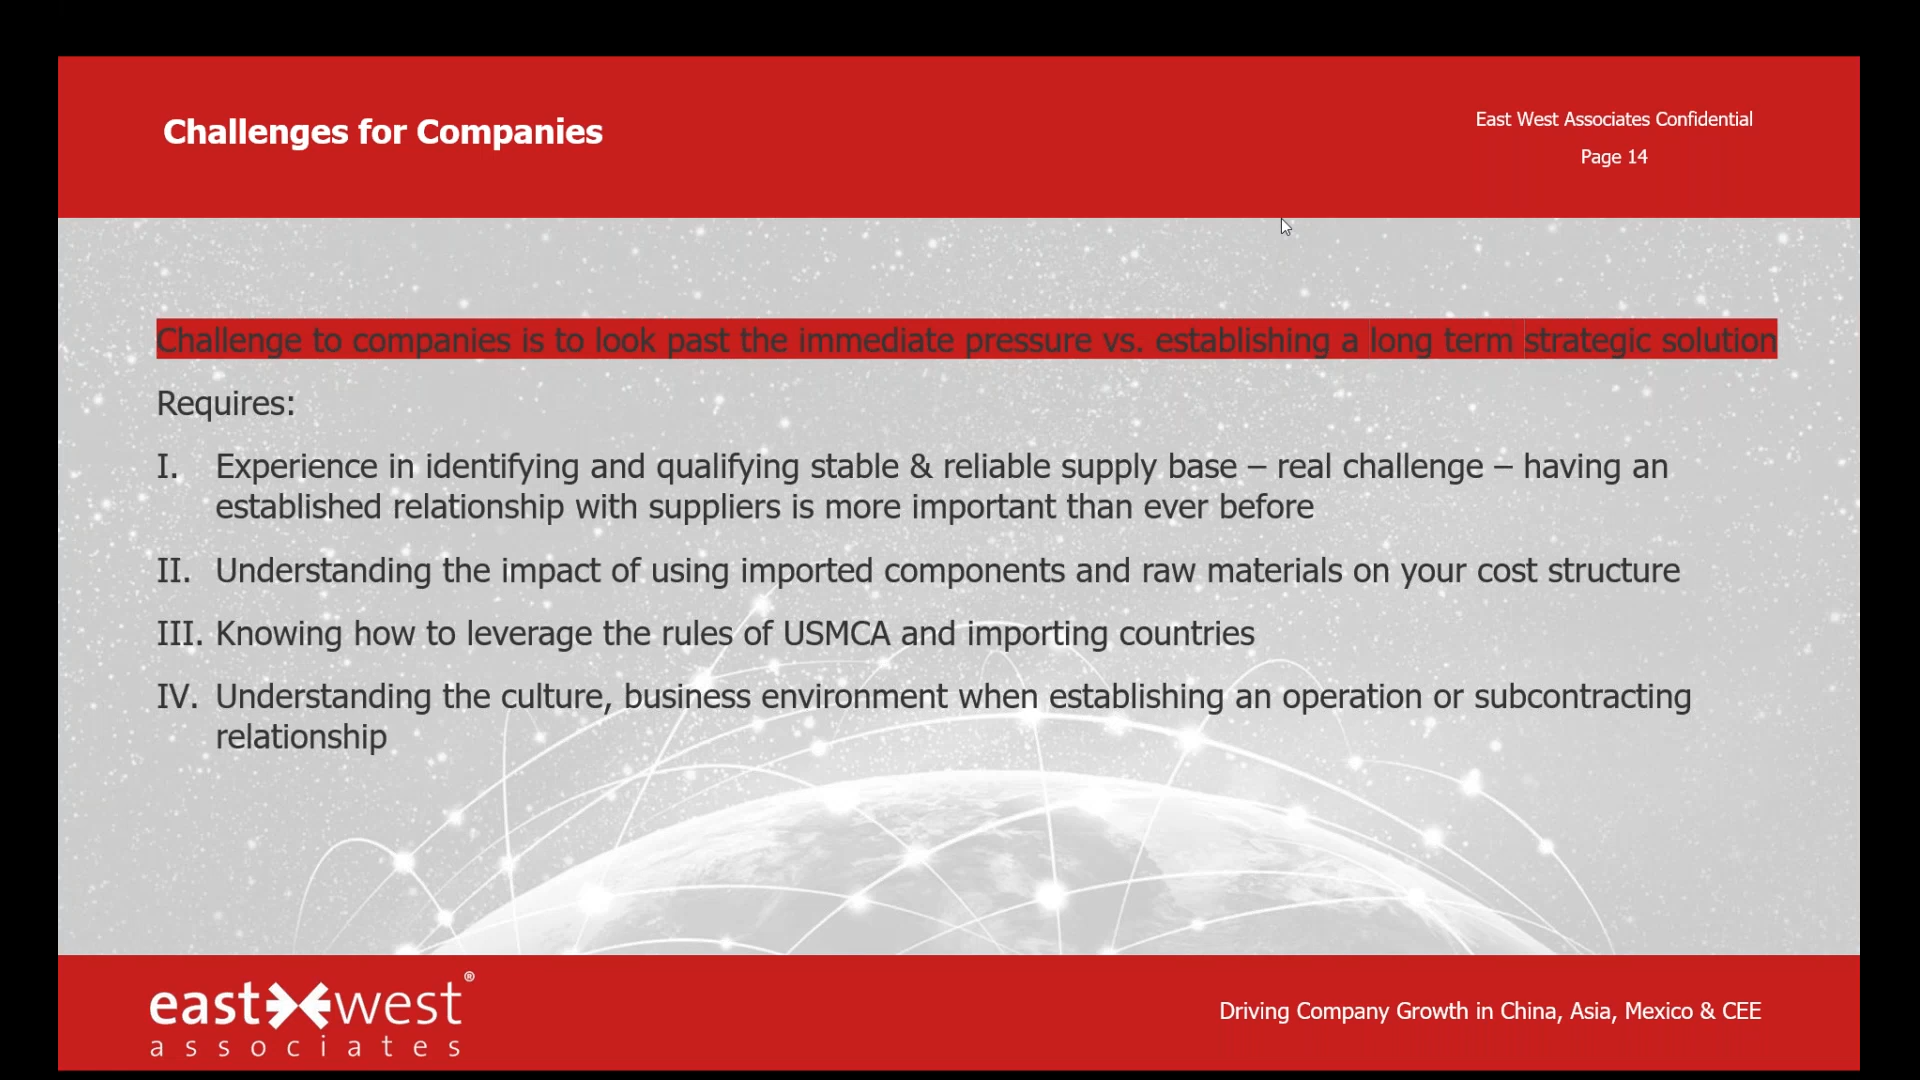 Challenges for Companies
East West Associates Confidential
Page 14
Challenge to companies is to look past the immediate pressure vs. establishing a long term strategic solution
Requires:
I. Experience in identifying and qualifying stable & reliable supply base – real challenge – having an
established relationship with suppliers is more important than ever before
II. Understanding the impact of using imported components and raw materials on your cost structure
III. Knowing how to leverage the rules of USMCA and importing countries
IV. Understanding the culture, business environment when establishing an operation or subcontracting
relationship
east west®
associates
Driving Company Growth in China, Asia, Mexico & CEE